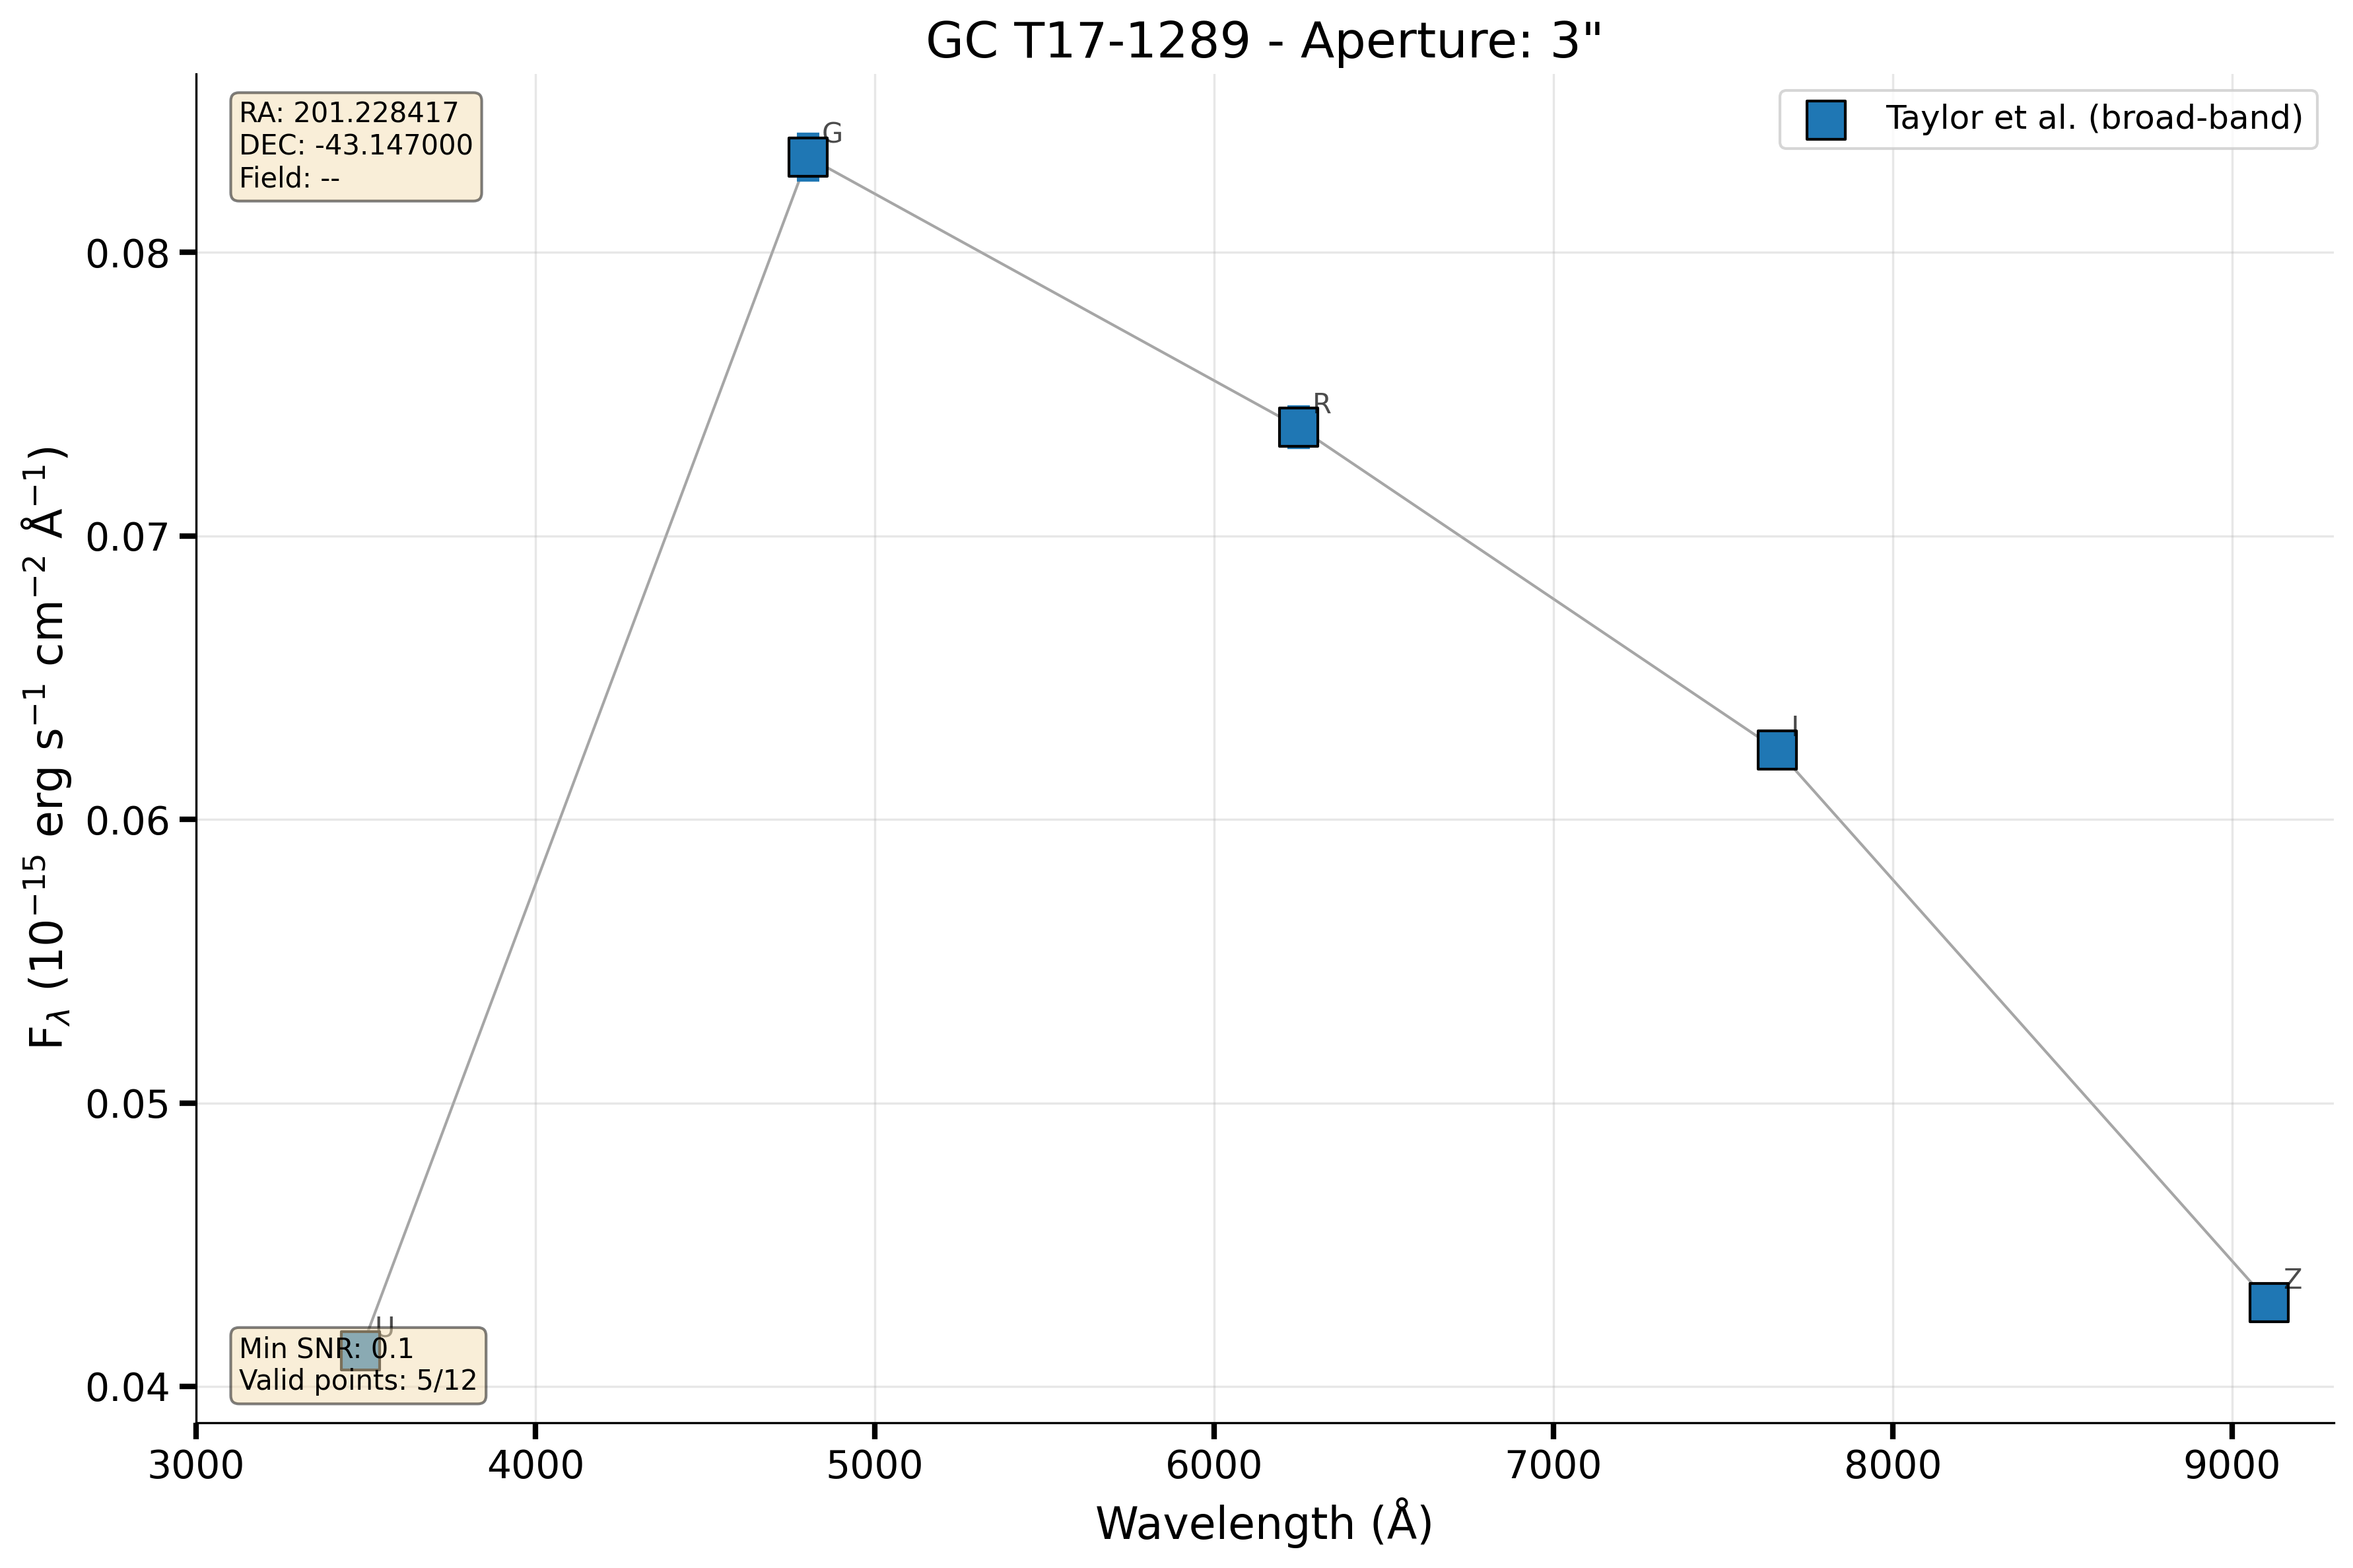 GC T17-1289 - Aperture: 3"
RA: 201.228417
DEC: -43.147000
Field: --
Taylor et al. (broad-band)
G
R
I
Z
U
Min SNR: 0.1
Valid points: 5/12
0.08
0.07
0.06
0.05
0.04
F_λ (10⁻¹⁵ erg s⁻¹ cm⁻² Å⁻¹)
3000 4000 5000 6000 7000 8000 9000
Wavelength (Å)